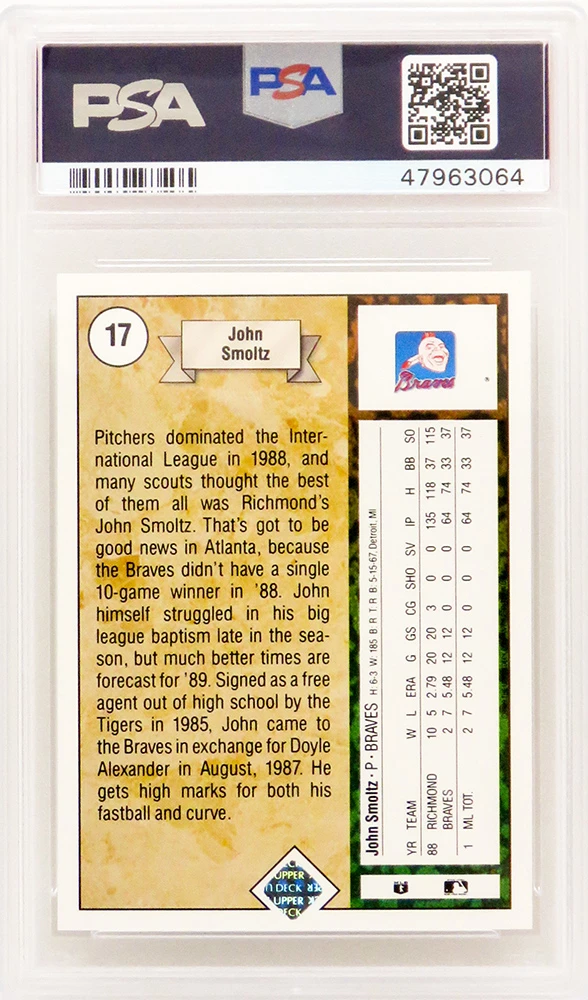 PSA
PSA
47963064
17
John
Smoltz
Braves
Pitchers dominated the Inter-
national League in 1988, and
many scouts thought the best
of them all was Richmond's
John Smoltz. That's got to be
good news in Atlanta, because
the Braves didn't have a single
10-game winner in '88. John
himself struggled in his big
league baptism late in the sea-
son, but much better times are
forecast for '89. Signed as a free
agent out of high school by the
Tigers in 1985, John came to
the Braves in exchange for Doyle
Alexander in August, 1987. He
gets high marks for both his
fastball and curve.
John Smoltz · P · BRAVES H: 6-3 W: 185 B: R T: R B: 5-15-67, Detroit, MI
YR TEAM W L ERA G GS CG SHO SV IP H BB SO
88 RICHMOND 10 5 2.79 20 20 3 0 0 135 118 37 115
BRAVES 2 7 5.48 12 12 0 0 0 64 74 33 37
1 ML TOT. 2 7 5.48 12 12 0 0 0 64 74 33 37
UPPER
DECK
UPPER